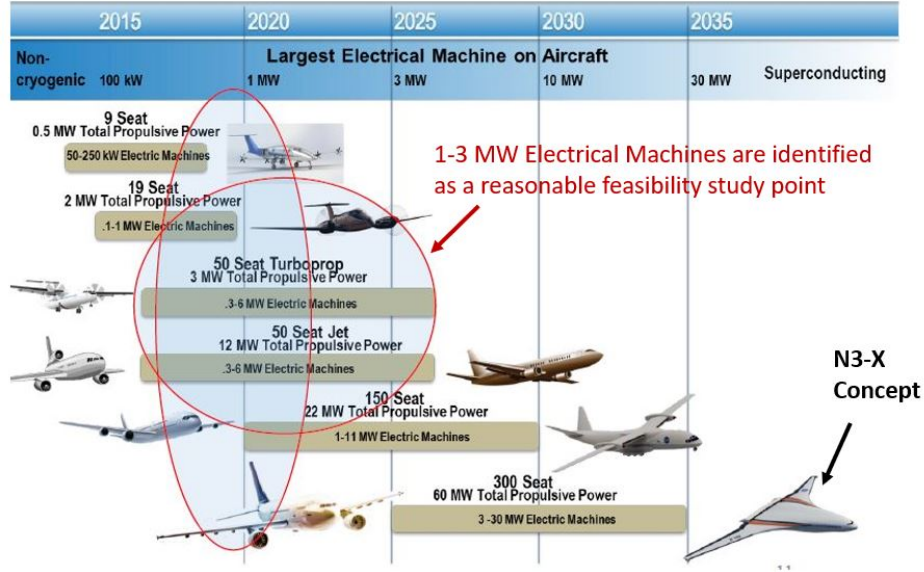 2015 2020 2025 2030 2035
Largest Electrical Machine on Aircraft
Non-
cryogenic 100 kW 1 MW 3 MW 10 MW 30 MW Superconducting
9 Seat
0.5 MW Total Propulsive Power
50-250 kW Electric Machines
1-3 MW Electrical Machines are identified
as a reasonable feasibility study point
19 Seat
2 MW Total Propulsive Power
.1-1 MW Electric Machines
50 Seat Turboprop
3 MW Total Propulsive Power
.3-6 MW Electric Machines
50 Seat Jet
12 MW Total Propulsive Power
.3-6 MW Electric Machines
N3-X
Concept
150 Seat
22 MW Total Propulsive Power
1-11 MW Electric Machines
300 Seat
60 MW Total Propulsive Power
3 -30 MW Electric Machines